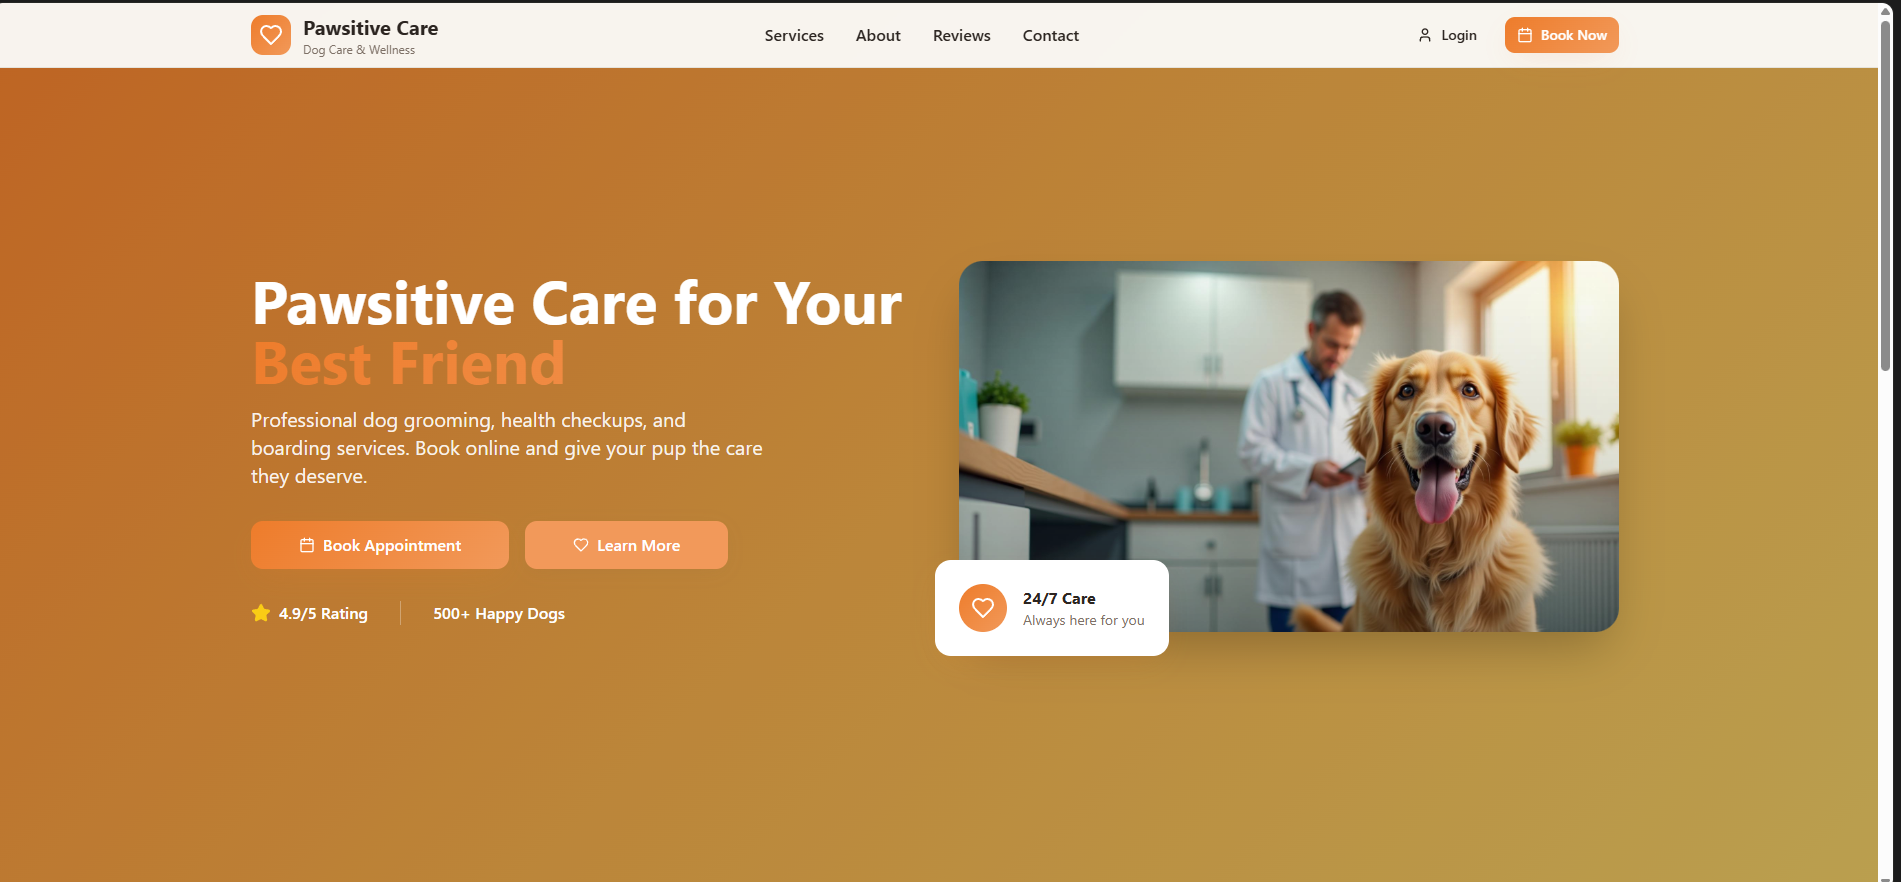 Pawsitive Care
Dog Care & Wellness
Services
About
Reviews
Contact
Login
Book Now
Pawsitive Care for Your
Best Friend
Professional dog grooming, health checkups, and
boarding services. Book online and give your pup the care
they deserve.
Book Appointment
Learn More
4.9/5 Rating
500+ Happy Dogs
24/7 Care
Always here for you